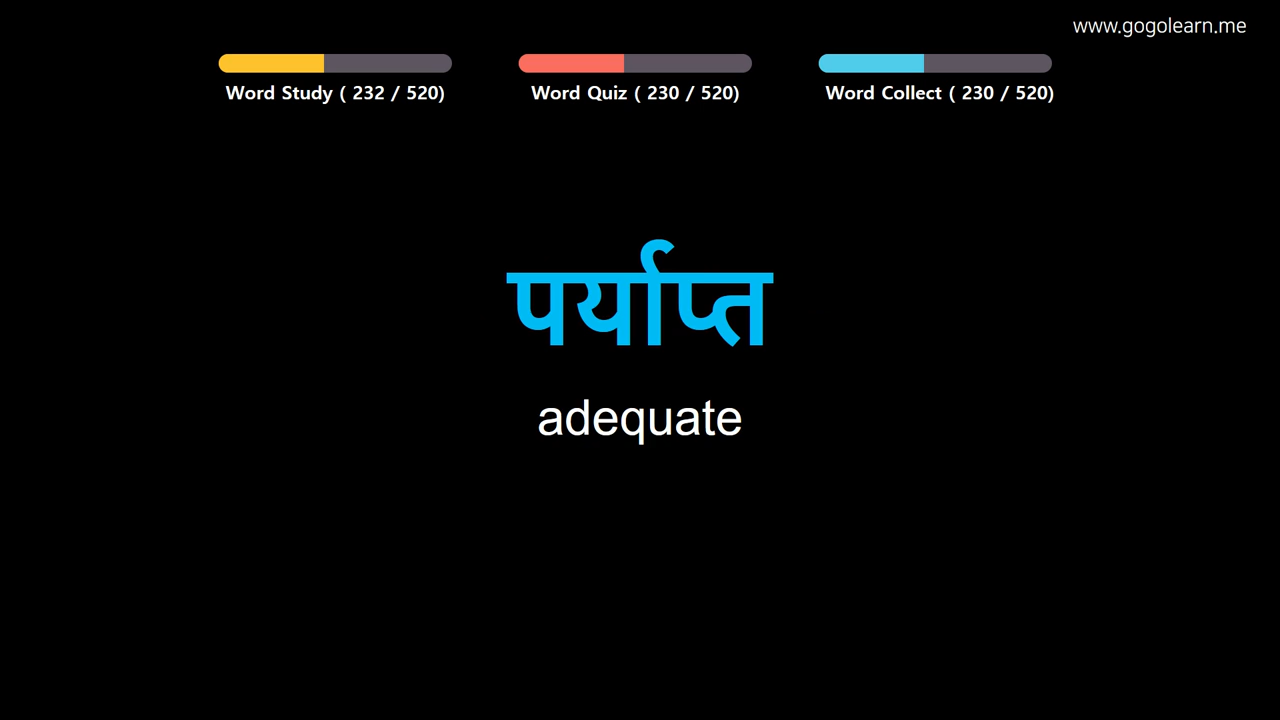 www.gogolearn.me
Word Study ( 232 / 520)
Word Quiz ( 230 / 520)
Word Collect ( 230 / 520)
पर्याप्त
adequate